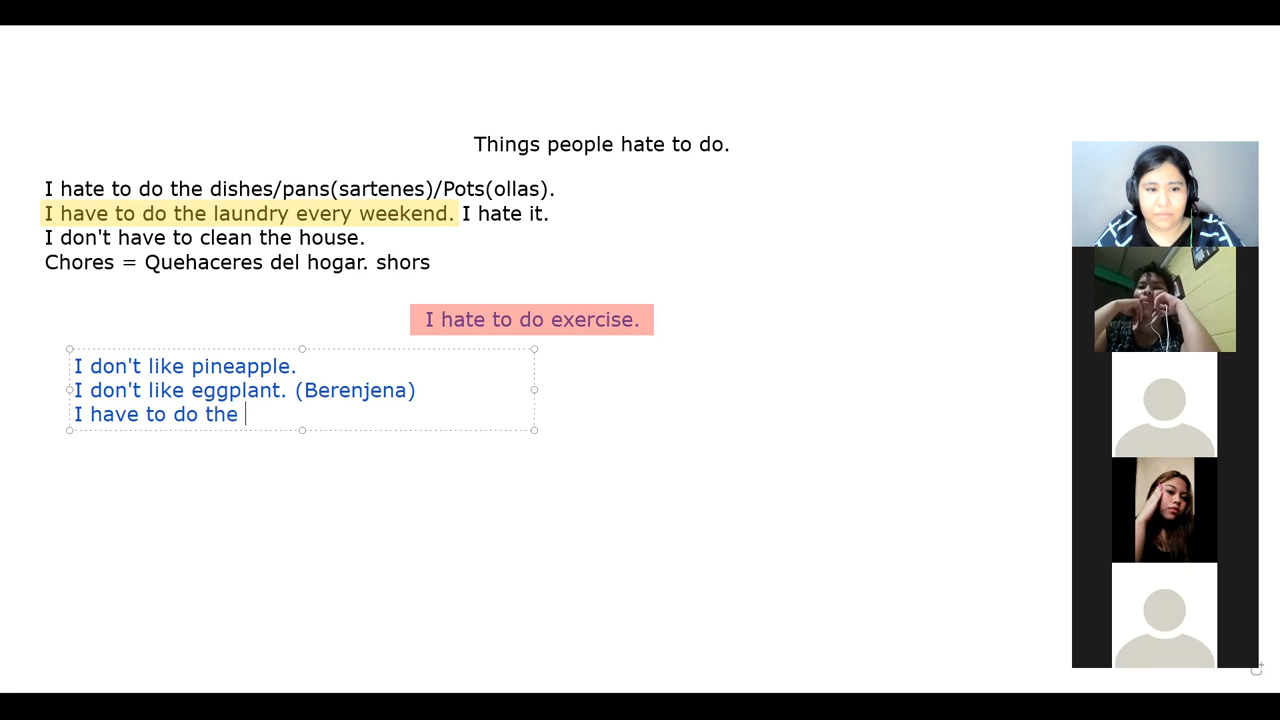 Things people hate to do.
I hate to do the dishes/pans(sartenes)/Pots(ollas).
I have to do the laundry every weekend. I hate it.
I don't have to clean the house.
Chores = Quehaceres del hogar. shors
I hate to do exercise.
I don't like pineapple.
I don't like eggplant. (Berenjena)
I have to do the